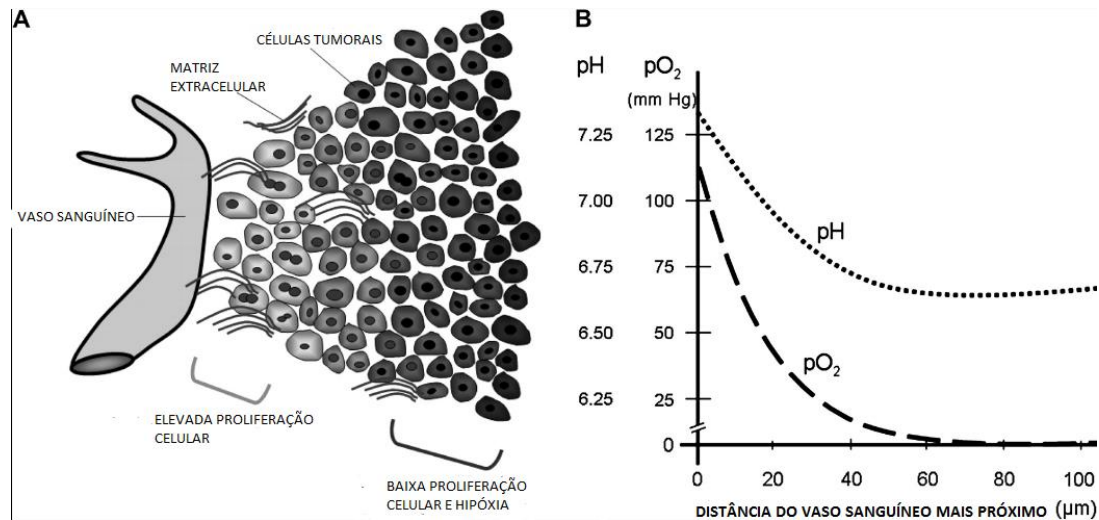 A
CÉLULAS TUMORAIS
MATRIZ
EXTRACELULAR
VASO SANGUÍNEO
ELEVADA PROLIFERAÇÃO
CELULAR
BAIXA PROLIFERAÇÃO
CELULAR E HIPÓXIA
B
pH pO₂
(mm Hg)
7.25 125
7.00 100
6.75 75
6.50 50
6.25 25
0
pH
pO₂
0 20 40 60 80 100
DISTÂNCIA DO VASO SANGUÍNEO MAIS PRÓXIMO (µm)